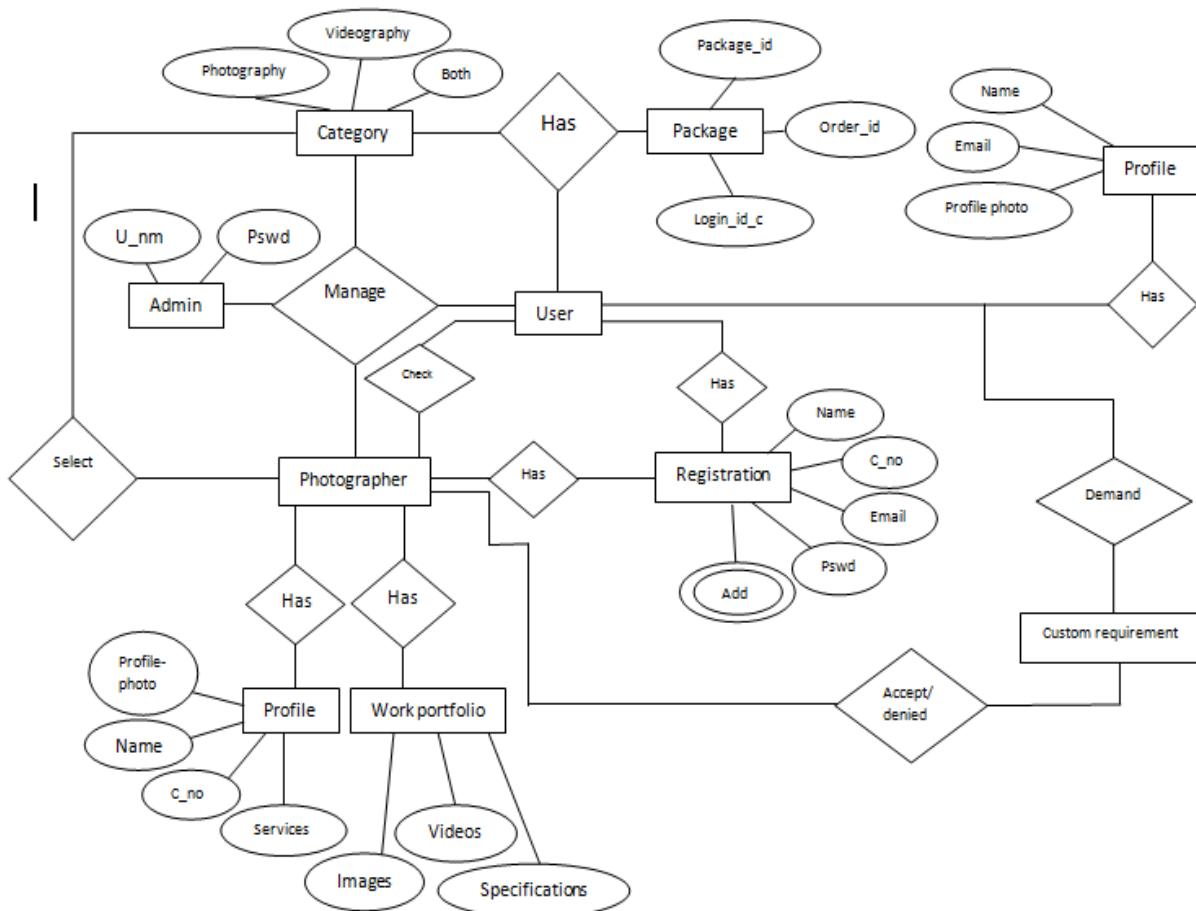 Videography
Photography
Both
Category
Has
Package_id
Package
Order_id
Login_id_c
Name
Email
Profile photo
Profile
Has
U_nm
Pswd
Admin
Manage
User
Check
Has
Select
Photographer
Has
Registration
Name
C_no
Email
Pswd
Add
Demand
Custom requirement
Accept/
denied
Has
Has
Profile-
photo
Name
C_no
Services
Profile
Work portfolio
Images
Videos
Specifications